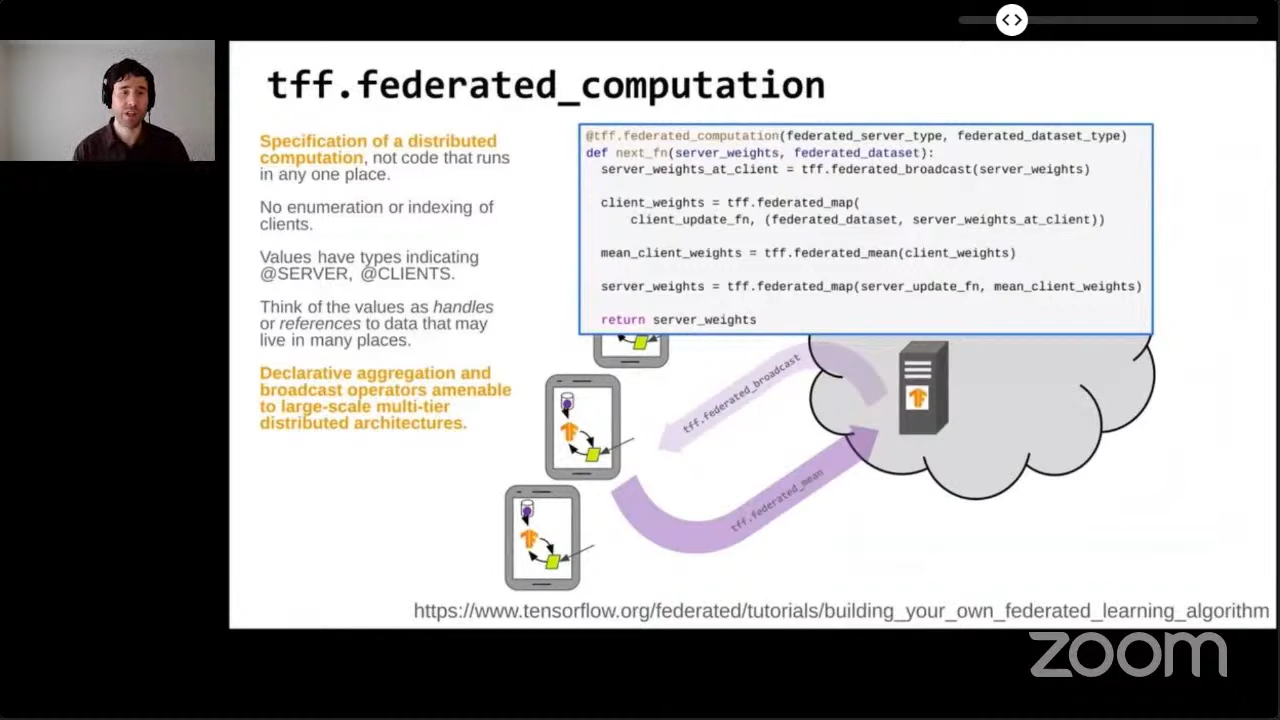 tff.federated_computation
Specification of a distributed
computation, not code that runs
in any one place.
No enumeration or indexing of
clients.
Values have types indicating
@SERVER, @CLIENTS.
Think of the values as handles
or references to data that may
live in many places.
Declarative aggregation and
broadcast operators amenable
to large-scale multi-tier
distributed architectures.
@tff.federated_computation(federated_server_type, federated_dataset_type)
def next_fn(server_weights, federated_dataset):
server_weights_at_client = tff.federated_broadcast(server_weights)
client_weights = tff.federated_map(
client_update_fn, (federated_dataset, server_weights_at_client))
mean_client_weights = tff.federated_mean(client_weights)
server_weights = tff.federated_map(server_update_fn, mean_client_weights)
return server_weights
tff.federated_broadcast
tff.federated_mean
https://www.tensorflow.org/federated/tutorials/building_your_own_federated_learning_algorithm
zoom